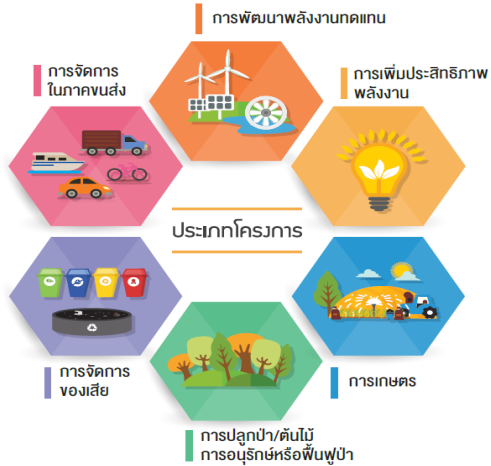 การพัฒนาพลังงานทดแทน
การจัดการ
ในภาคขนส่ง
การเพิ่มประสิทธิภาพ
พลังงาน
ประเภทโครงการ
การจัดการ
ของเสีย
การเกษตร
การปลูกป่า/ต้นไม้
การอนุรักษ์หรือฟื้นฟูป่า